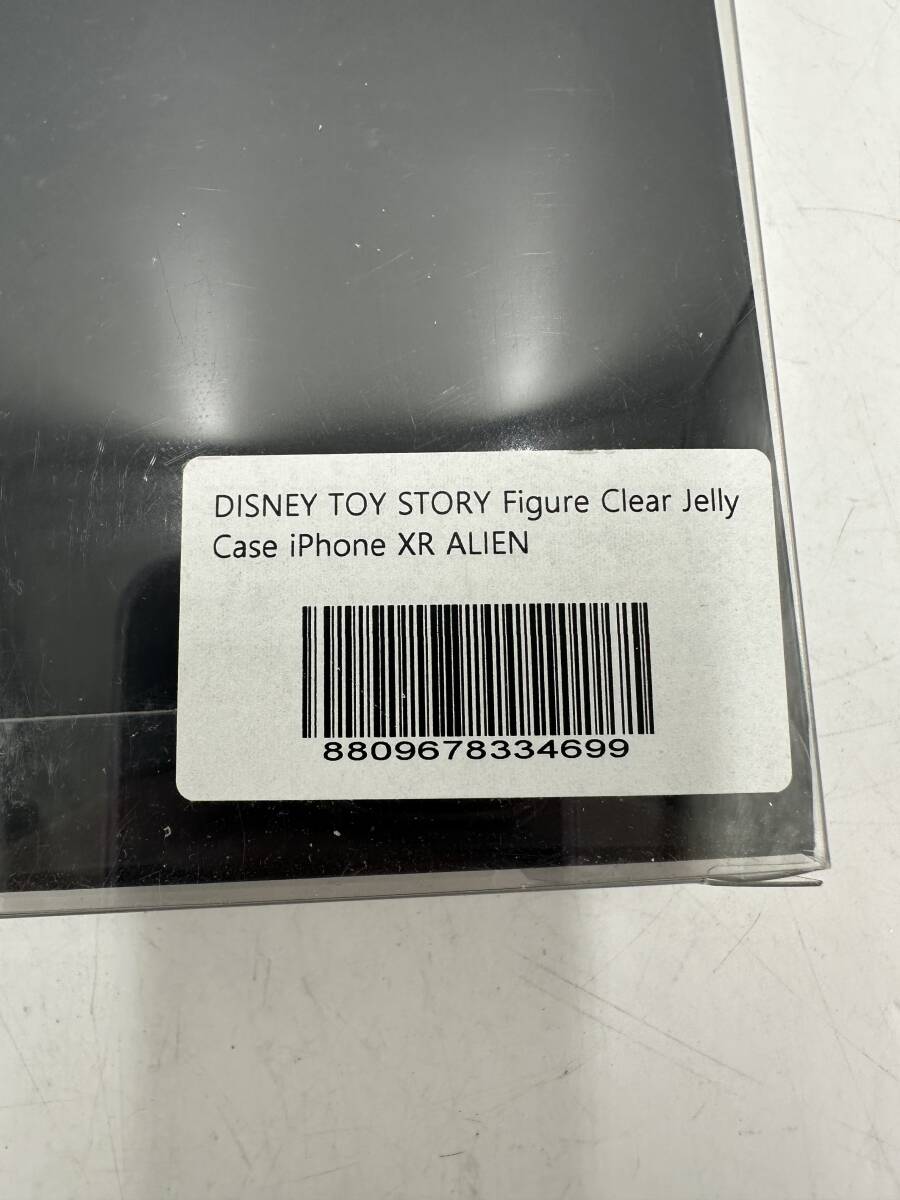 DISNEY TOY STORY Figure Clear Jelly
Case iPhone XR ALIEN
8809678334699